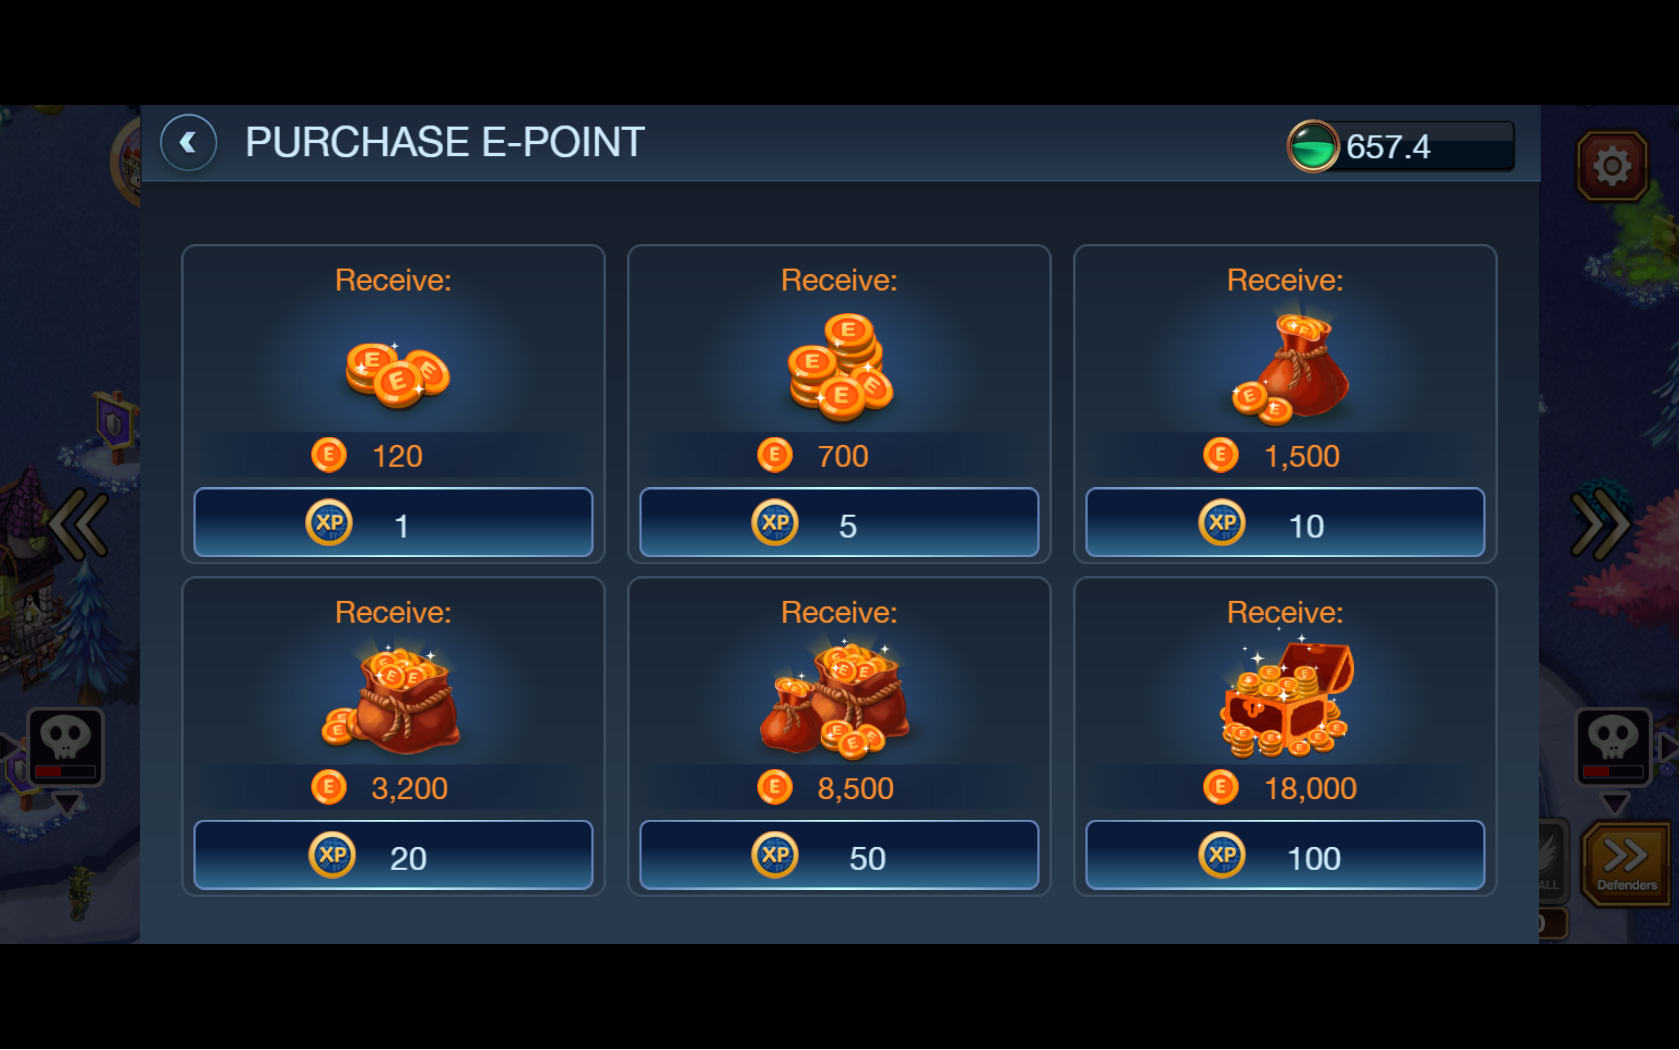 PURCHASE E-POINT
657.4
Receive:
Receive:
Receive:
E 120
E 700
E 1,500
XP 1
XP 5
XP 10
Receive:
Receive:
Receive:
E 3,200
E 8,500
E 18,000
XP 20
XP 50
XP 100
ALL
Defenders